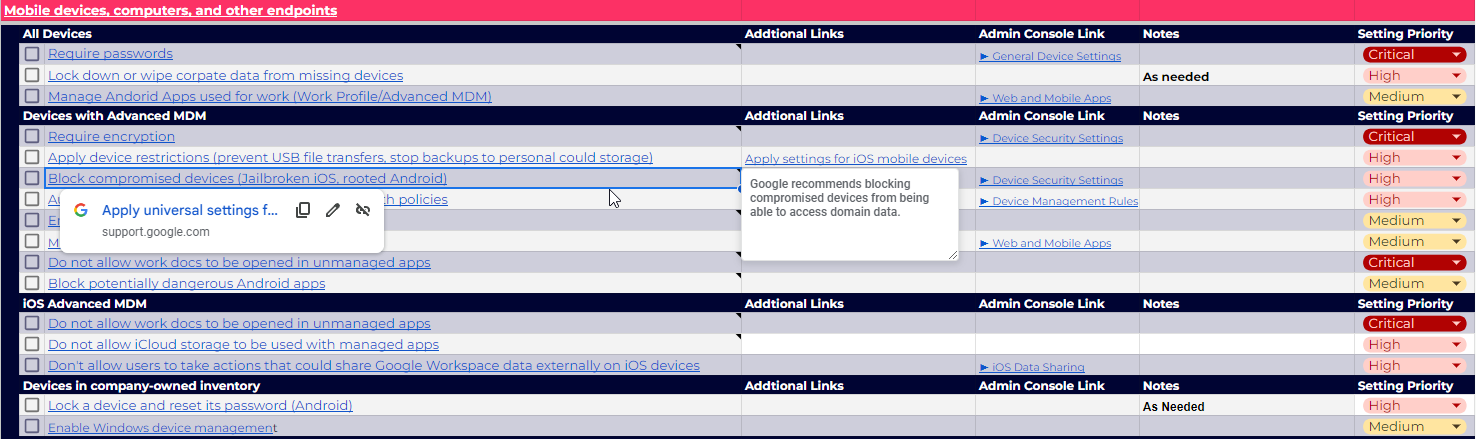 Mobile devices, computers, and other endpoints
All Devices Addtional Links Admin Console Link Notes Setting Priority
Require passwords ► General Device Settings Critical
Lock down or wipe corpate data from missing devices As needed High
Manage Andorid Apps used for work (Work Profile/Advanced MDM) ► Web and Mobile Apps Medium
Devices with Advanced MDM Addtional Links Admin Console Link Notes Setting Priority
Require encryption ► Device Security Settings Critical
Apply device restrictions (prevent USB file transfers, stop backups to personal could storage) Apply settings for iOS mobile devices High
Block compromised devices (Jailbroken iOS, rooted Android) ► Device Security Settings High
policies ► Device Management Rules High
Medium
► Web and Mobile Apps Medium
Apply universal settings f...
support.google.com
Google recommends blocking
compromised devices from being
able to access domain data.
Do not allow work docs to be opened in unmanaged apps Critical
Block potentially dangerous Android apps Medium
iOS Advanced MDM Addtional Links Admin Console Link Notes Setting Priority
Do not allow work docs to be opened in unmanaged apps Critical
Do not allow iCloud storage to be used with managed apps High
Don't allow users to take actions that could share Google Workspace data externally on iOS devices ► iOS Data Sharing High
Devices in company-owned inventory Addtional Links Admin Console Link Notes Setting Priority
Lock a device and reset its password (Android) As Needed High
Enable Windows device management Medium